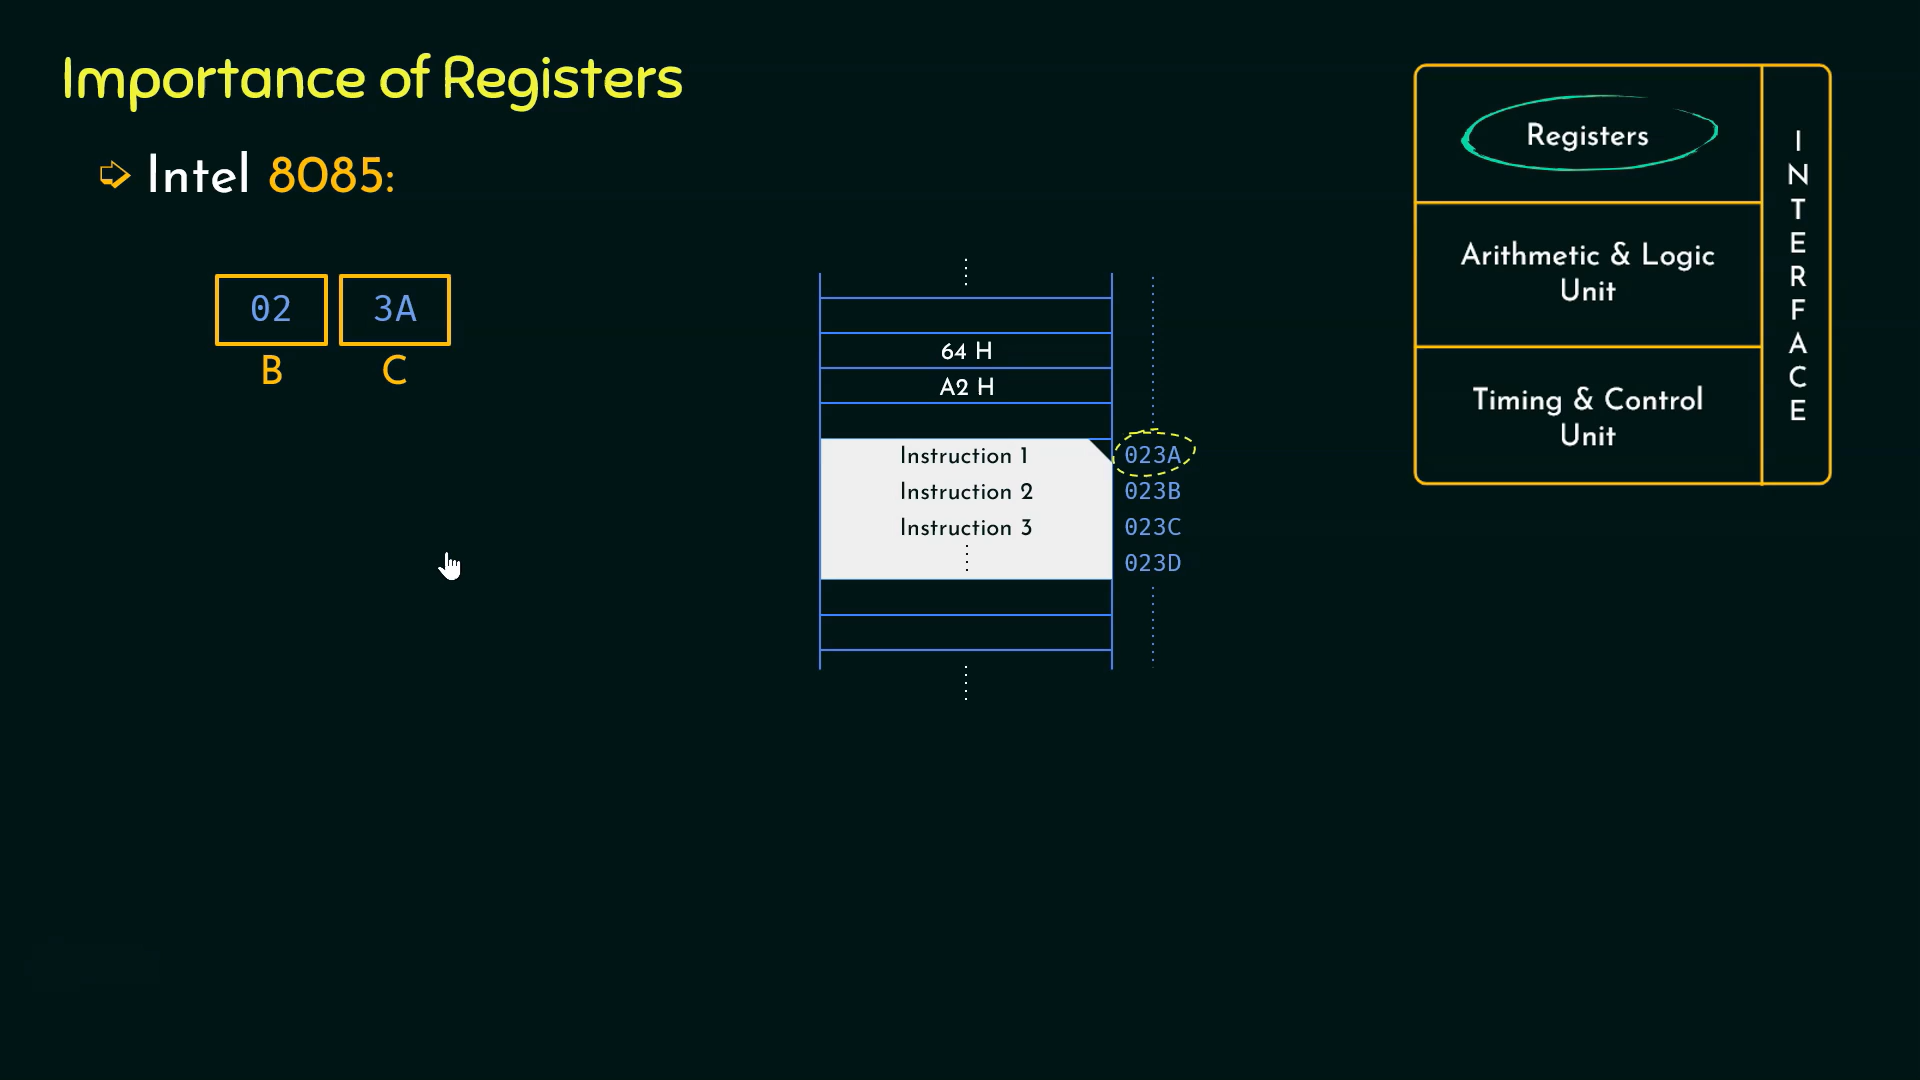 Importance of Registers
➩ Intel 8085:
02 3A
B C
64 H
A2 H
Instruction 1 023A
Instruction 2 023B
Instruction 3 023C
023D
Registers
Arithmetic & Logic
Unit
Timing & Control
Unit
INTERFACE